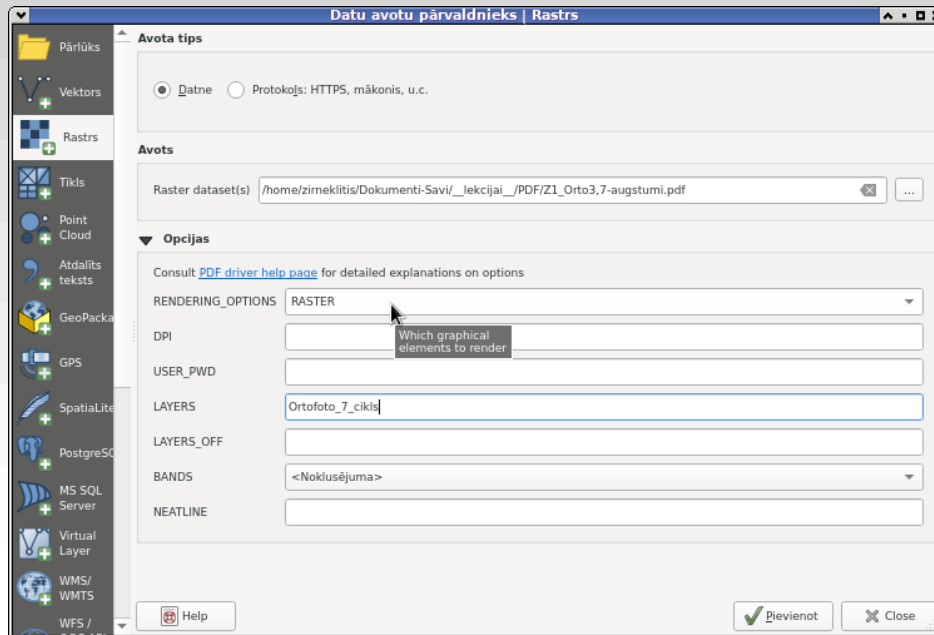 Datu avotu pārvaldnieks | Rastrs
Pārlūks
Vektors
Rastrs
Tīkls
Point
Cloud
Atdalīts
teksts
GeoPacka
GPS
SpatiaLite
PostgreSQ
MS SQL
Server
Virtual
Layer
WMS/
WMTS
WFS /
Avota tips
Datne
Protokols: HTTPS, mākonis, u.c.
Avots
Raster dataset(s)
/home/zirneklitis/Dokumenti-Savi/__lekcijai__/PDF/Z1_Orto3,7-augstumi.pdf
...
Opcijas
Consult PDF driver help page for detailed explanations on options
RENDERING_OPTIONS
RASTER
DPI
Which graphical
elements to render
USER_PWD
LAYERS
Ortofoto_7_cikls
LAYERS_OFF
BANDS
<Noklusējuma>
NEATLINE
Help
Pievienot
Close